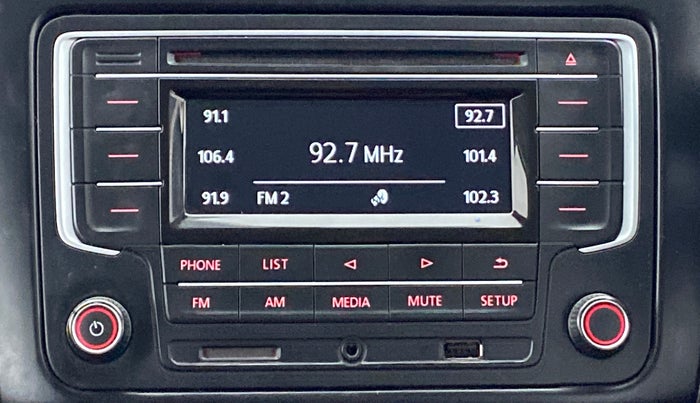 91.1 92.7
106.4 92.7 MHz 101.4
91.9 FM 2 102.3
PHONE LIST
FM AM MEDIA MUTE SETUP